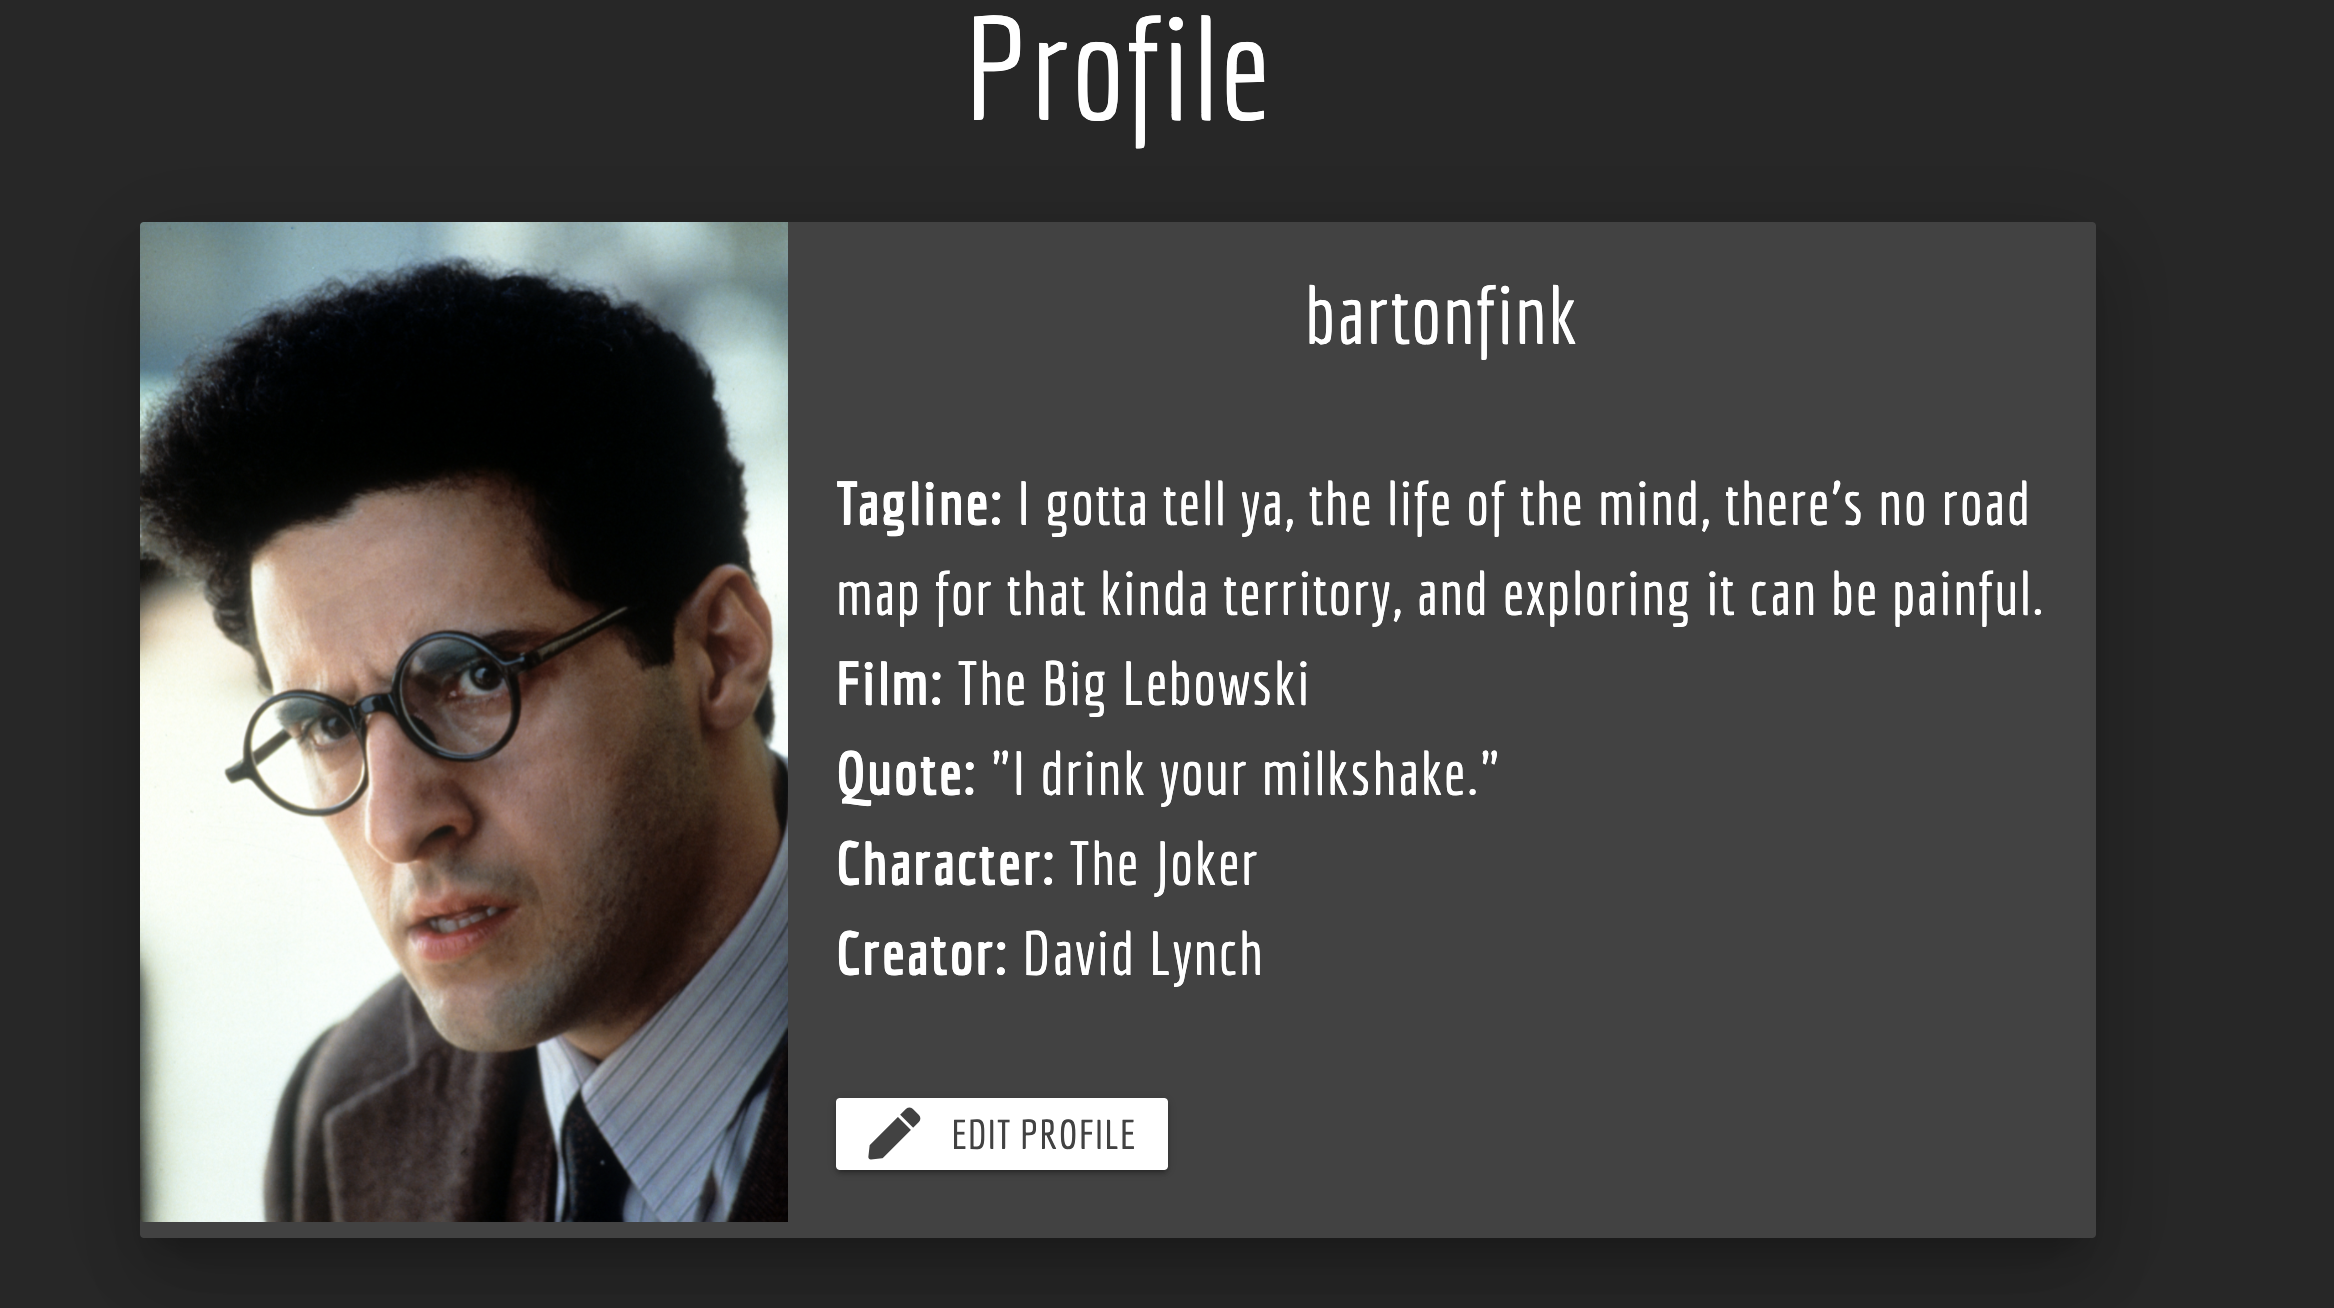 Profile
bartonfink
Tagline: I gotta tell ya, the life of the mind, there's no road
map for that kinda territory, and exploring it can be painful.
Film: The Big Lebowski
Quote: "I drink your milkshake."
Character: The Joker
Creator: David Lynch
EDIT PROFILE